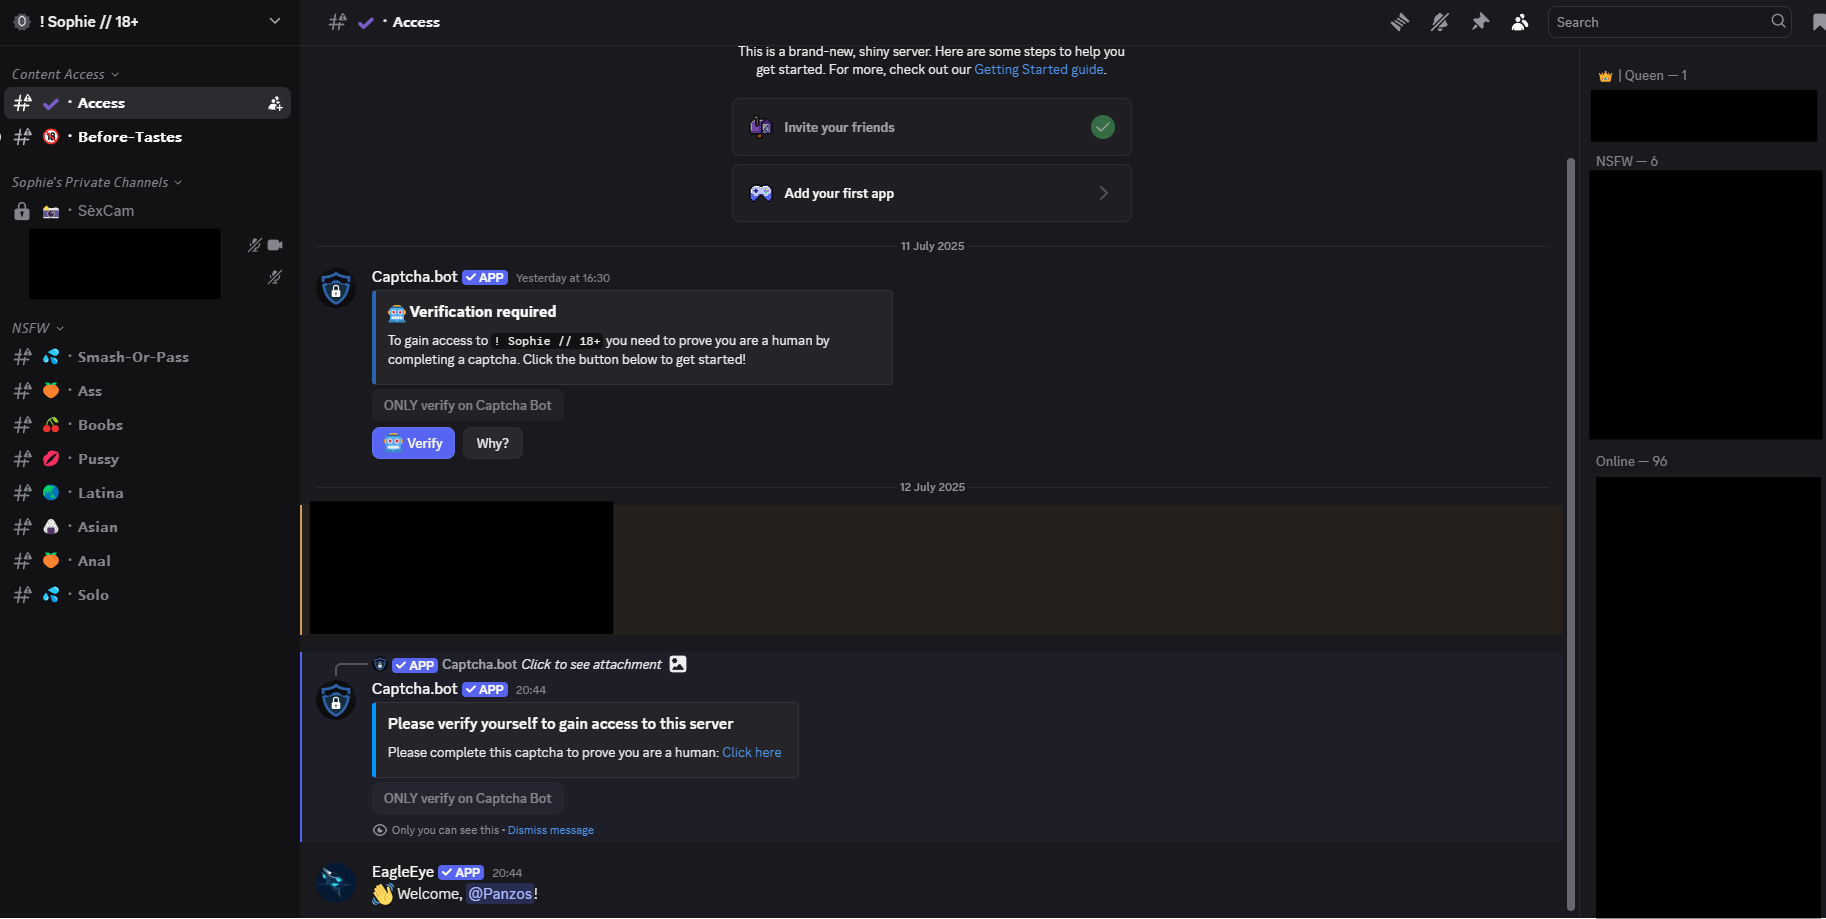 ! Sophie // 18+
Content Access
· Access
· Before-Tastes
Sophie's Private Channels
· SèxCam
NSFW
· Smash-Or-Pass
· Ass
· Boobs
· Pussy
· Latina
· Asian
· Anal
· Solo
· Access
Search
This is a brand-new, shiny server. Here are some steps to help you
get started. For more, check out our Getting Started guide.
Invite your friends
Add your first app
11 July 2025
Captcha.bot APP Yesterday at 16:30
Verification required
To gain access to ! Sophie // 18+ you need to prove you are a human by
completing a captcha. Click the button below to get started!
ONLY verify on Captcha Bot
Verify Why?
12 July 2025
APP Captcha.bot Click to see attachment
Captcha.bot APP 20:44
Please verify yourself to gain access to this server
Please complete this captcha to prove you are a human: Click here
ONLY verify on Captcha Bot
Only you can see this • Dismiss message
EagleEye APP 20:44
Welcome, @Panzos!
| Queen — 1
NSFW — 6
Online — 96